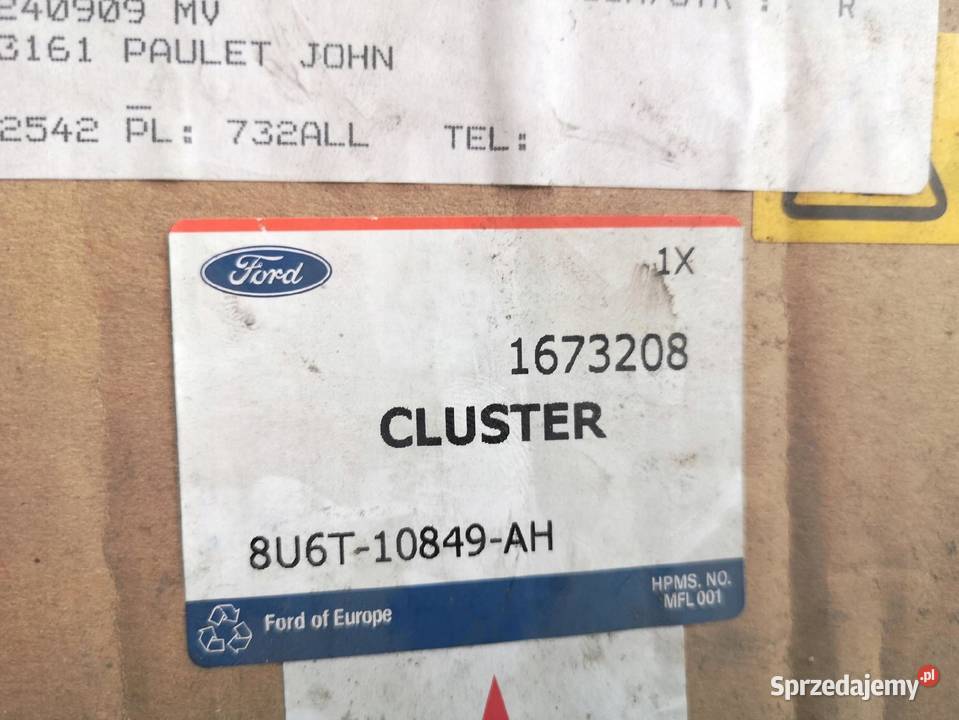 240909 MV
R
3161 PAULET JOHN
2542 PL: 732ALL TEL:
Ford
1X
1673208
CLUSTER
8U6T-10849-AH
HPMS. NO.
MFL 001
Ford of Europe
Sprzedajemy.pl